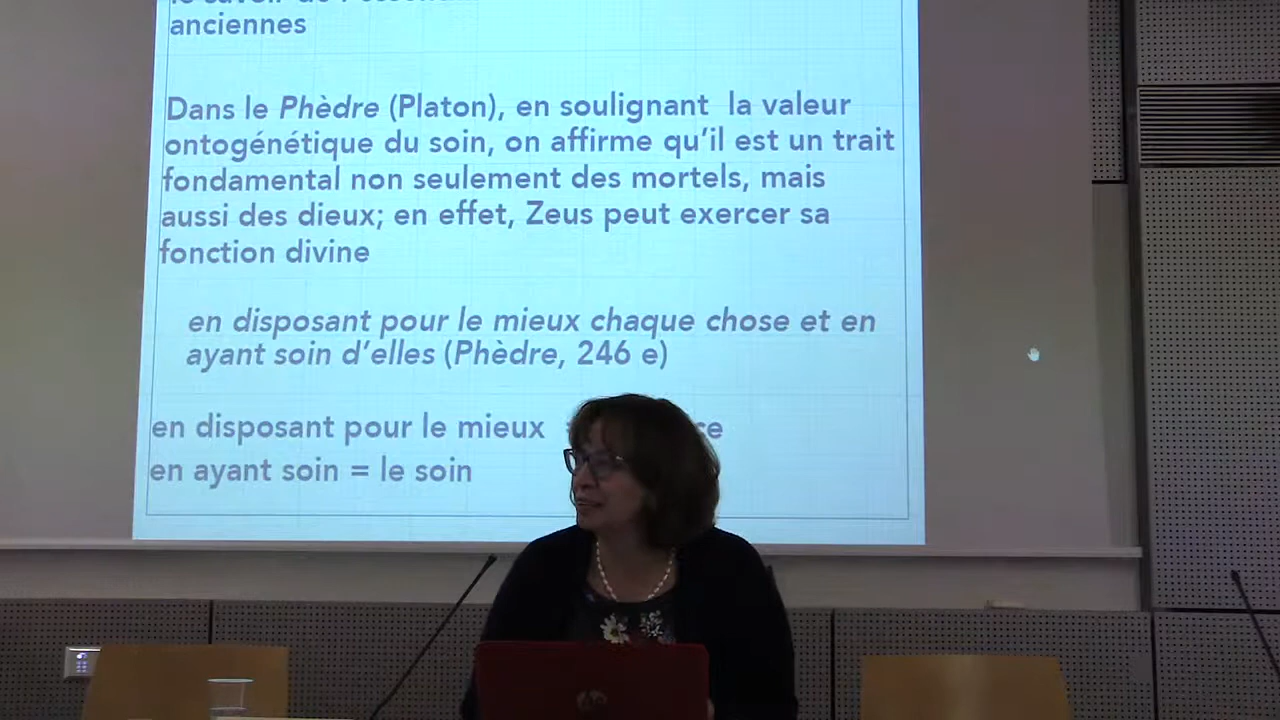 anciennes
Dans le Phèdre (Platon), en soulignant la valeur
ontogénétique du soin, on affirme qu'il est un trait
fondamental non seulement des mortels, mais
aussi des dieux; en effet, Zeus peut exercer sa
fonction divine
en disposant pour le mieux chaque chose et en
ayant soin d'elles (Phèdre, 246 e)
en disposant pour le mieux
en ayant soin = le soin
hp